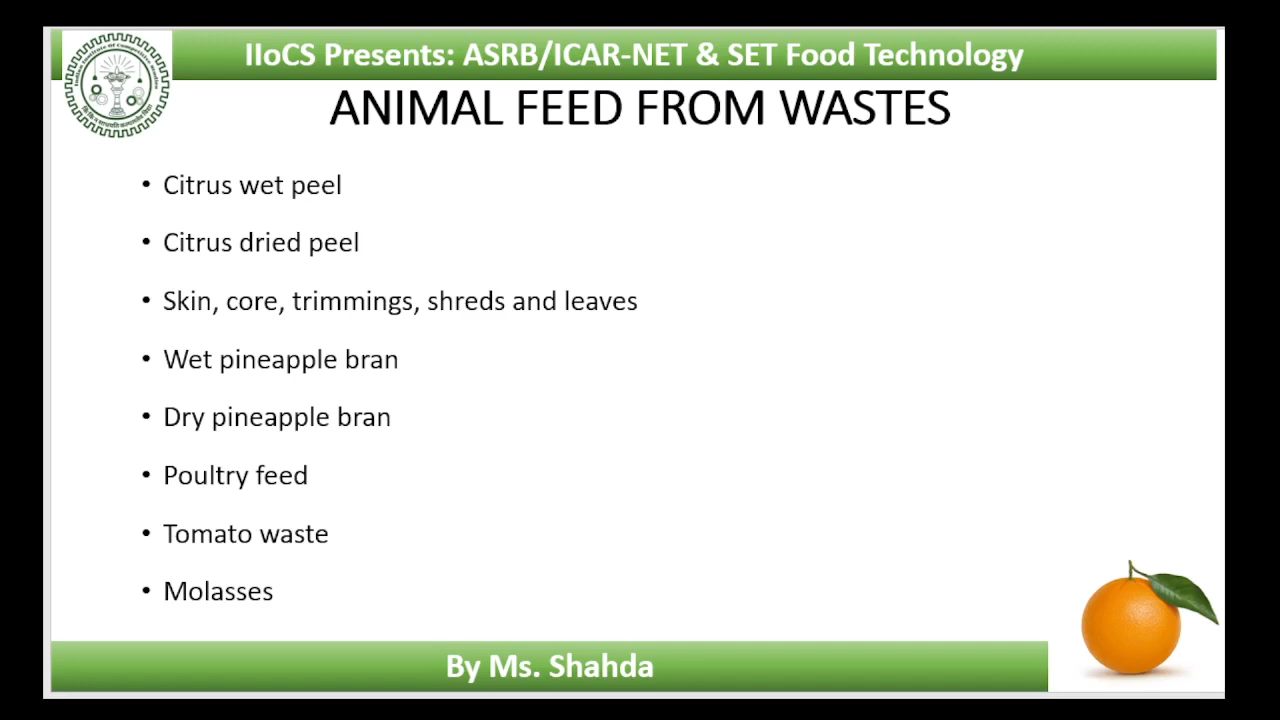 IIoCS Presents: ASRB/ICAR-NET & SET Food Technology
ANIMAL FEED FROM WASTES
• Citrus wet peel
• Citrus dried peel
• Skin, core, trimmings, shreds and leaves
• Wet pineapple bran
• Dry pineapple bran
• Poultry feed
• Tomato waste
• Molasses
By Ms. Shahda